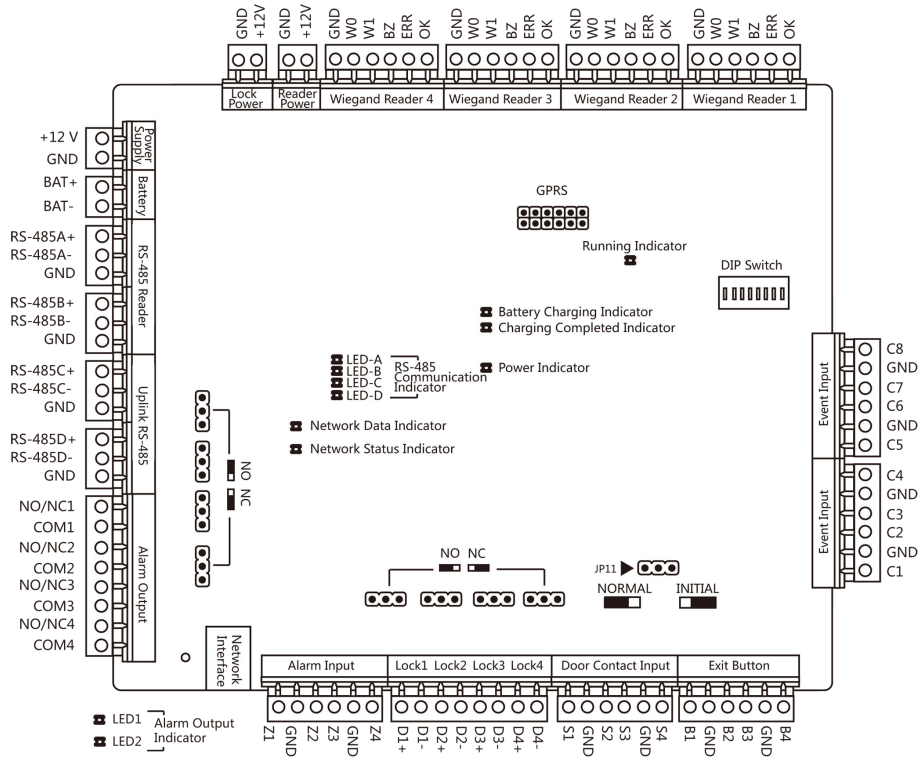 GND
+12V
GND
+12V
GND
W0
W1
BZ
ERR
OK
GND
W0
W1
BZ
ERR
OK
GND
W0
W1
BZ
ERR
OK
GND
W0
W1
BZ
ERR
OK
Lock
Power
Reader
Power
Wiegand Reader 4
Wiegand Reader 3
Wiegand Reader 2
Wiegand Reader 1
+12 V
GND
Power
Supply
BAT+
BAT-
Battery
RS-485A+
RS-485A-
GND
RS-485B+
RS-485B-
GND
RS-485 Reader
RS-485C+
RS-485C-
GND
RS-485D+
RS-485D-
GND
Uplink RS-485
NO/NC1
COM1
NO/NC2
COM2
NO/NC3
COM3
NO/NC4
COM4
Alarm Output
GPRS
Running Indicator
DIP Switch
Battery Charging Indicator
Charging Completed Indicator
Power Indicator
LED-A
LED-B
LED-C
LED-D
RS-485
Communication
Indicator
Network Data Indicator
Network Status Indicator
NO
NC
NO NC
JP11
NORMAL
INITIAL
C8
GND
C7
C6
GND
C5
Event Input
C4
GND
C3
C2
GND
C1
Event Input
Network
Interface
Alarm Input
Lock1 Lock2 Lock3 Lock4
Door Contact Input
Exit Button
Z1
GND
Z2
Z3
GND
Z4
D1+
D1-
D2+
D2-
D3+
D3-
D4+
D4-
S1
GND
S2
S3
GND
S4
B1
GND
B2
B3
GND
B4
LED1
LED2
Alarm Output
Indicator